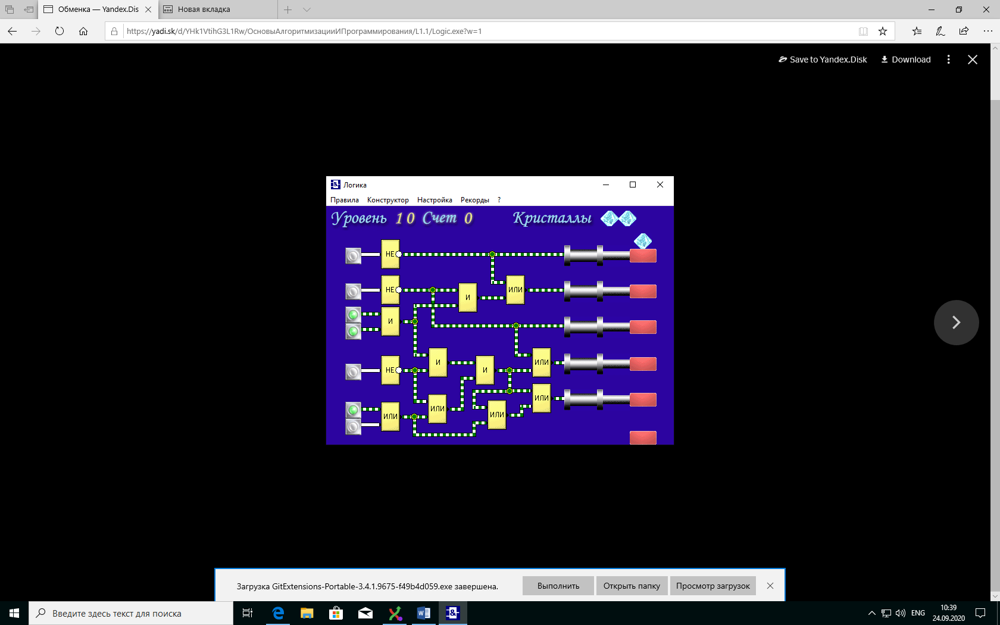 Обменка — Yandex.Dis
Новая вкладка
https://yadi.sk/d/YHk1VtihG3L1Rw/ОсновыАлгоритмизацииИПрограммирования/L1.1/Logic.exe?w=1
Save to Yandex.Disk Download
Логика
Правила Конструктор Настройка Рекорды ?
Уровень 10 Счет 0 Кристаллы
НЕ
НЕ
И
ИЛИ
И
И
НЕ
И
ИЛИ
ИЛИ
ИЛИ
ИЛИ
ИЛИ
Загрузка GitExtensions-Portable-3.4.1.9675-f49b4d059.exe завершена.
Выполнить Открыть папку Просмотр загрузок
Введите здесь текст для поиска
ENG
10:39
24.09.2020